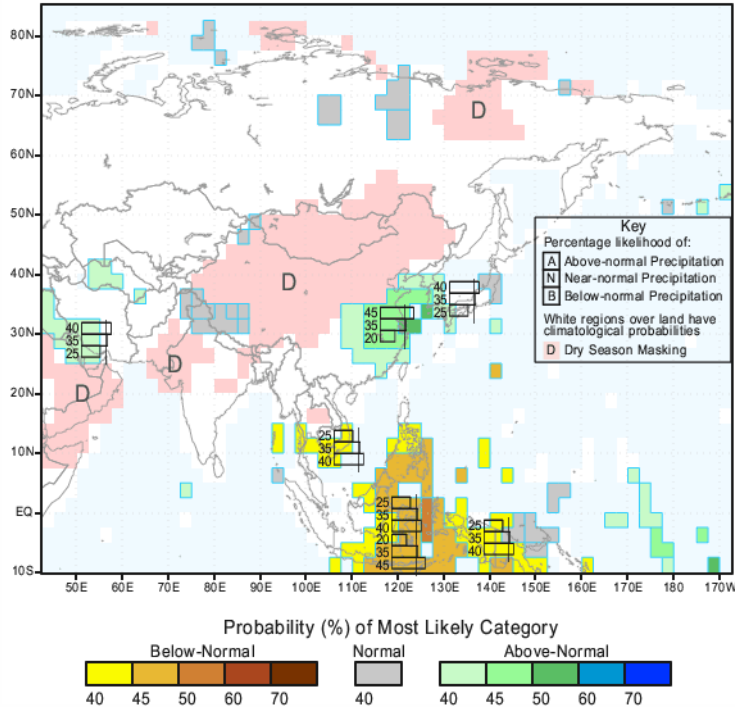 80N
70N
60N
50N
40N
30N
20N
10N
EQ
10S
D
D
D
D
40
35
25
45
35
20
40
35
25
25
35
40
25
35
40
20
35
45
25
35
40
Key
Percentage likelihood of:
A Above-normal Precipitation
N Near-normal Precipitation
B Below-normal Precipitation
White regions over land have
climatological probabilities
D Dry Season Masking
50E 60E 70E 80E 90E 100E 110E 120E 130E 140E 150E 160E 170E 180 170W
Probability (%) of Most Likely Category
Below-Normal Normal Above-Normal
40 45 50 60 70 40 40 45 50 60 70